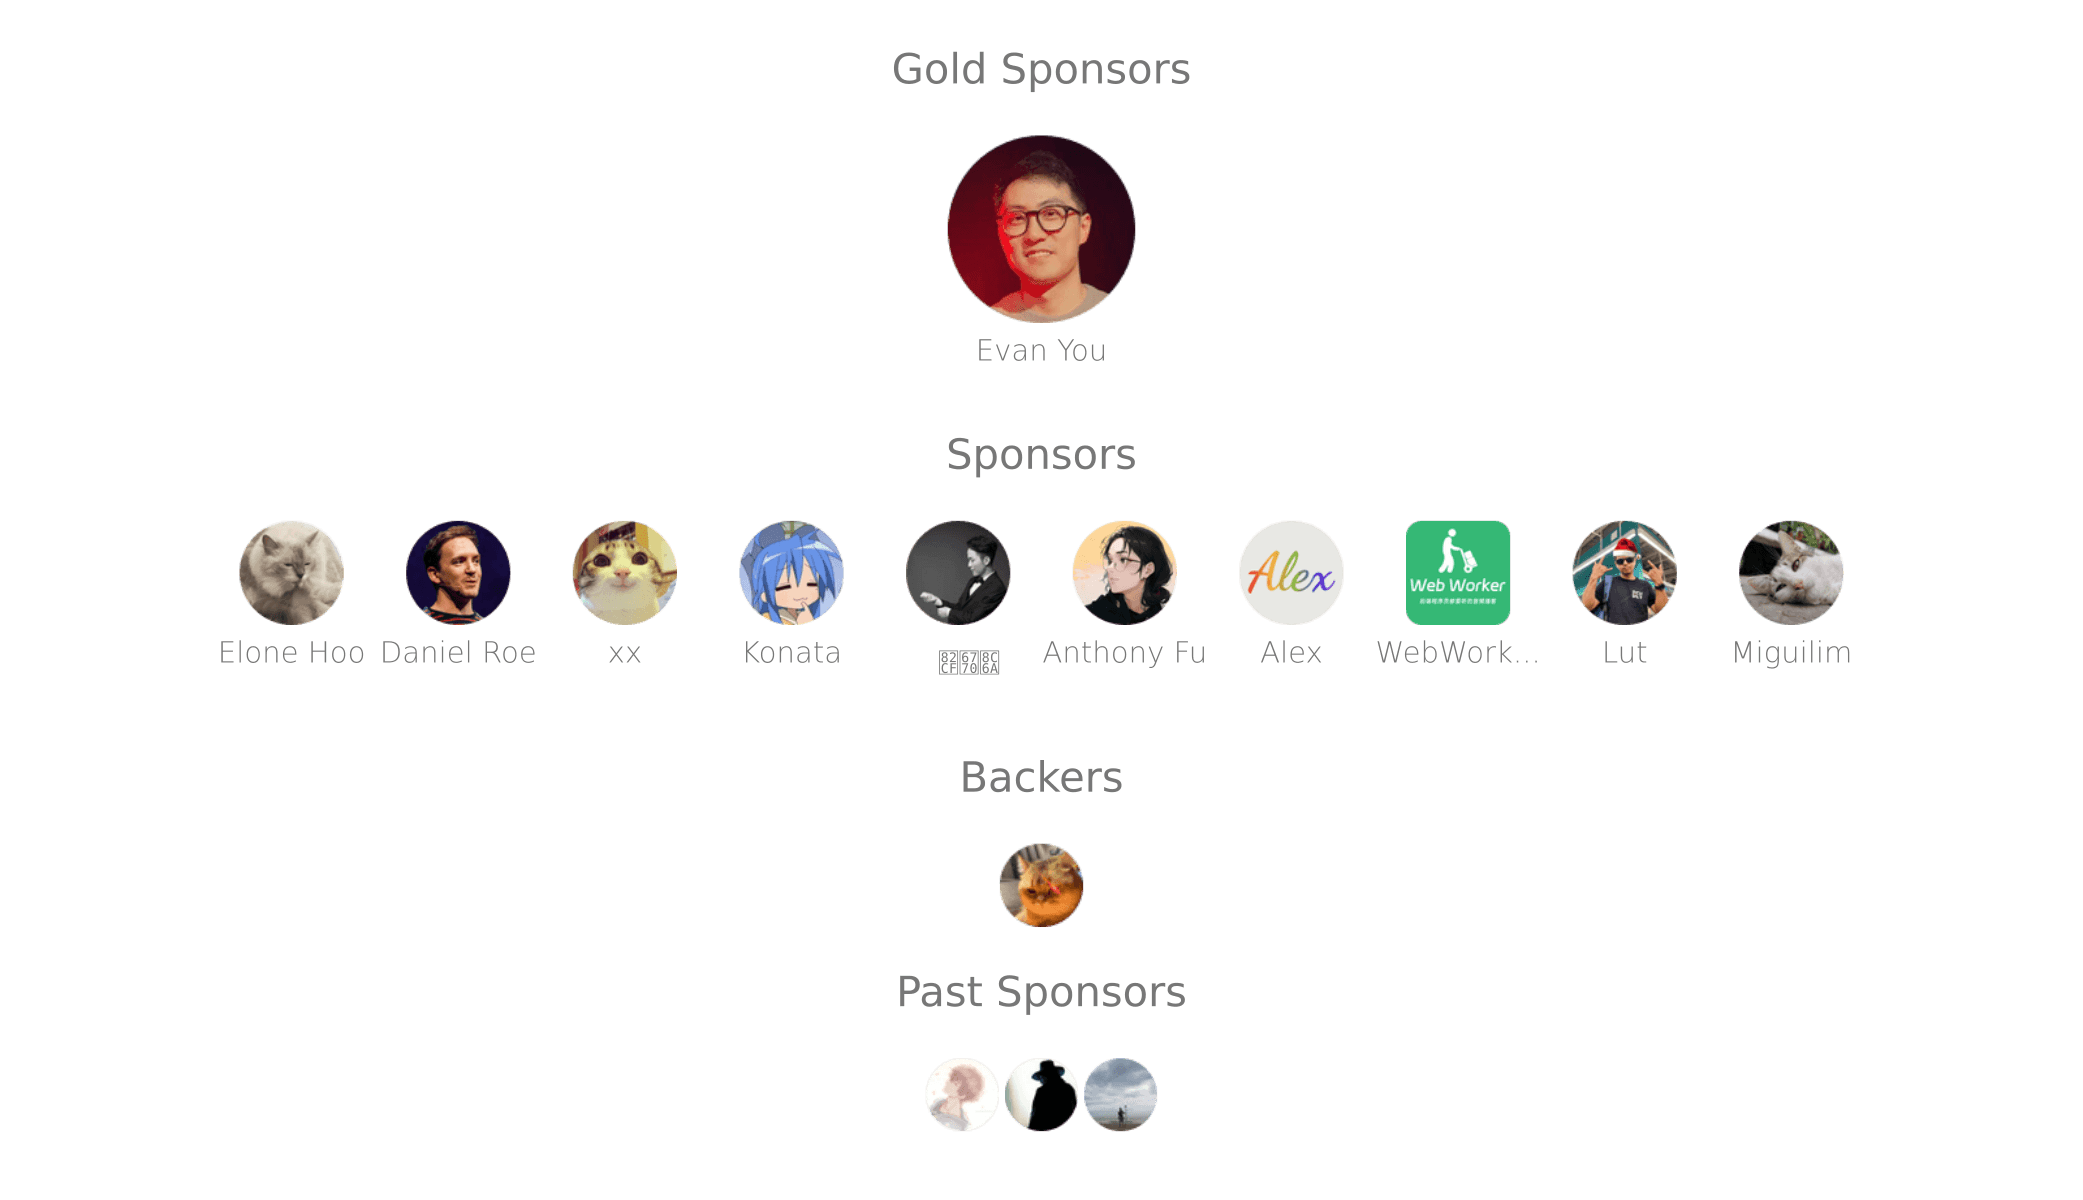 Gold Sponsors
Evan You
Sponsors
Alex
Web Worker
Elone Hoo
Daniel Roe
xx
Konata
Anthony Fu
Alex
WebWork...
Lut
Miguilim
Backers
Past Sponsors